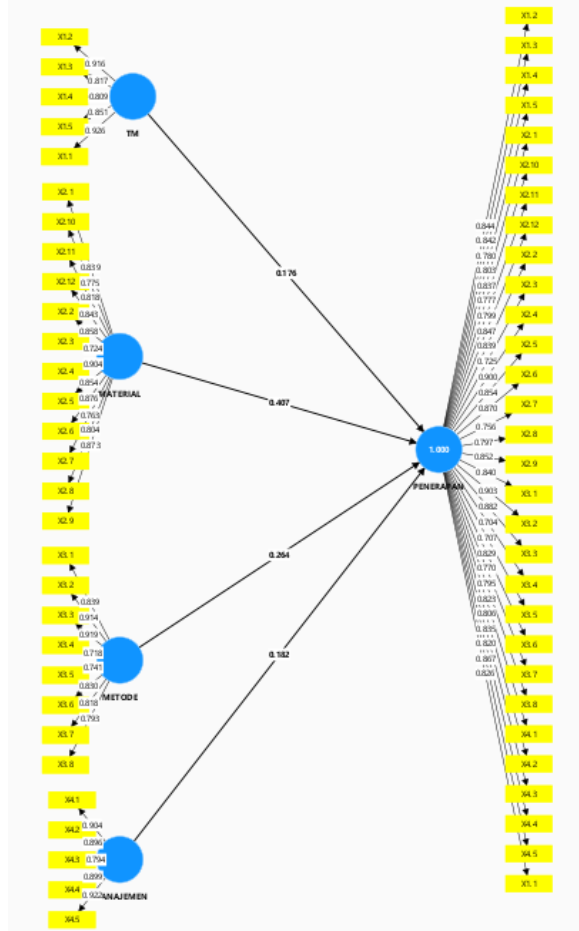 X1.2
X1.3
X1.4
X1.5
X1.1
0.916
0.817
0.809
0.851
0.926
TM
X2.1
X2.10
X2.11
X2.12
X2.2
X2.3
X2.4
X2.5
X2.6
X2.7
X2.8
X2.9
0.839
0.775
0.818
0.843
0.858
0.724
0.904
0.854
0.876
0.763
0.804
0.873
MATERIAL
X3.1
X3.2
X3.3
X3.4
X3.5
X3.6
X3.7
X3.8
0.839
0.914
0.919
0.718
0.741
0.830
0.818
0.793
METODE
X4.1
X4.2
X4.3
X4.4
X4.5
0.904
0.896
0.794
0.899
0.922
ANAJEMEN
0.176
0.407
0.264
0.182
1.000
PENERAPAN
0.844
0.842
0.780
0.803
0.837
0.777
0.799
0.847
0.839
0.725
0.900
0.854
0.870
0.756
0.797
0.852
0.840
0.903
0.882
0.704
0.707
0.829
0.770
0.795
0.823
0.806
0.835
0.820
0.867
0.826
X1.2
X1.3
X1.4
X1.5
X2.1
X2.10
X2.11
X2.12
X2.2
X2.3
X2.4
X2.5
X2.6
X2.7
X2.8
X2.9
X3.1
X3.2
X3.3
X3.4
X3.5
X3.6
X3.7
X3.8
X4.1
X4.2
X4.3
X4.4
X4.5
X1.1